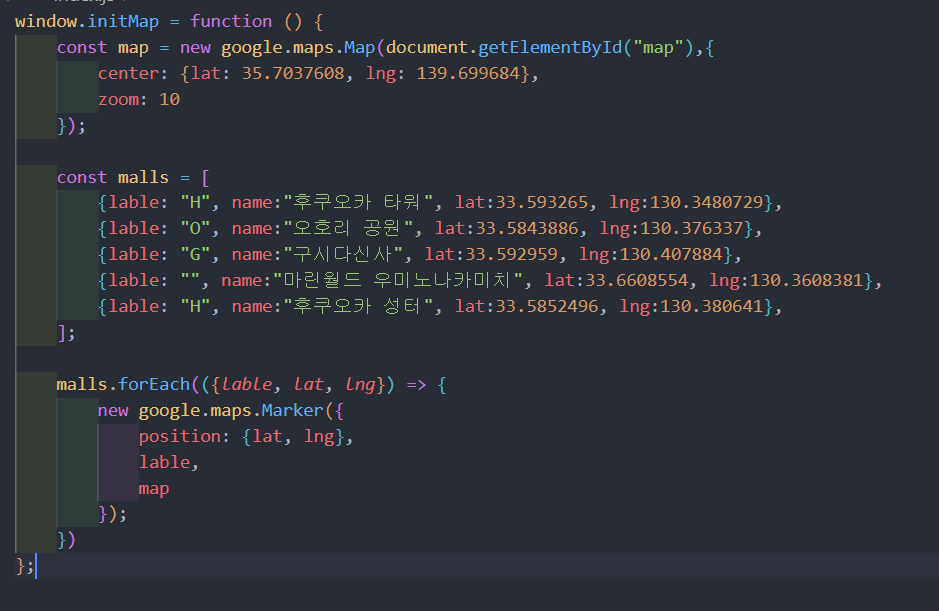 window.initMap = function () {
const map = new google.maps.Map(document.getElementById("map"),{
center: {lat: 35.7037608, lng: 139.699684},
zoom: 10
});
const malls = [
{lable: "H", name:"후쿠오카 타워", lat:33.593265, lng:130.3480729},
{lable: "O", name:"오호리 공원", lat:33.5843886, lng:130.376337},
{lable: "G", name:"구시다신사", lat:33.592959, lng:130.407884},
{lable: "", name:"마린월드 우미노나카미치", lat:33.6608554, lng:130.3608381},
{lable: "H", name:"후쿠오카 성터", lat:33.5852496, lng:130.380641},
];
malls.forEach(({lable, lat, lng}) => {
new google.maps.Marker({
position: {lat, lng},
lable,
map
});
})
};